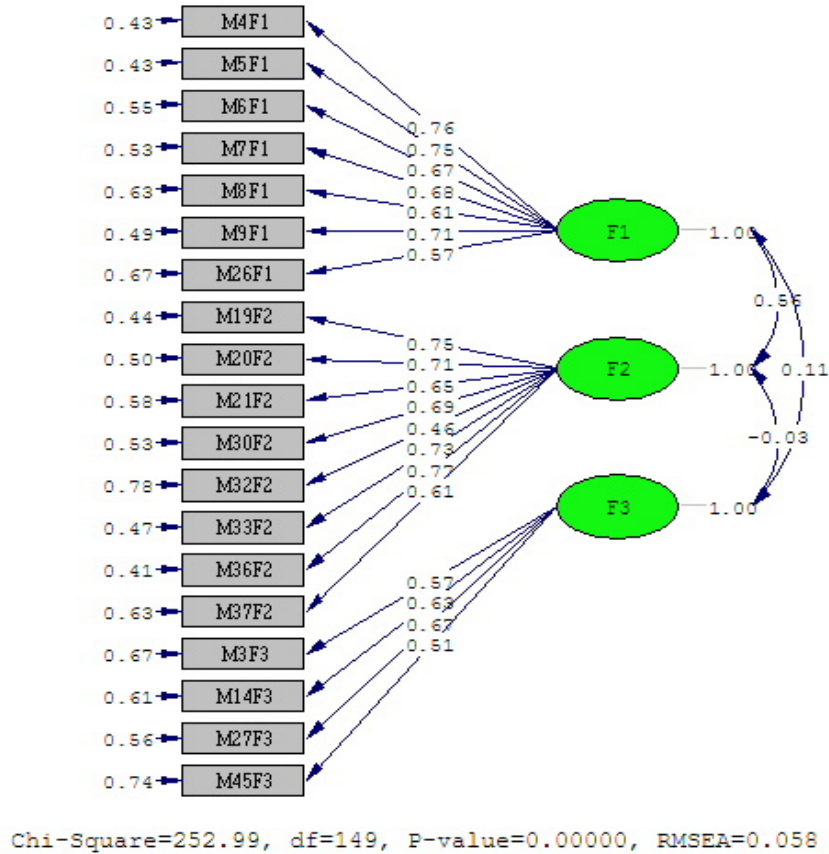 0.43 M4F1
0.43 M5F1
0.55 M6F1
0.53 M7F1
0.63 M8F1
0.49 M9F1
0.67 M26F1
0.44 M19F2
0.50 M20F2
0.58 M21F2
0.53 M30F2
0.78 M32F2
0.47 M33F2
0.41 M36F2
0.63 M37F2
0.67 M3F3
0.61 M14F3
0.56 M27F3
0.74 M45F3
0.76
0.75
0.67
0.68
0.61
0.71
0.57
0.75
0.71
0.65
0.69
0.46
0.73
0.77
0.61
0.57
0.63
0.67
0.51
F1 1.00
F2 1.00
F3 1.00
0.56
0.11
-0.03
Chi-Square=252.99, df=149, P-value=0.00000, RMSEA=0.058